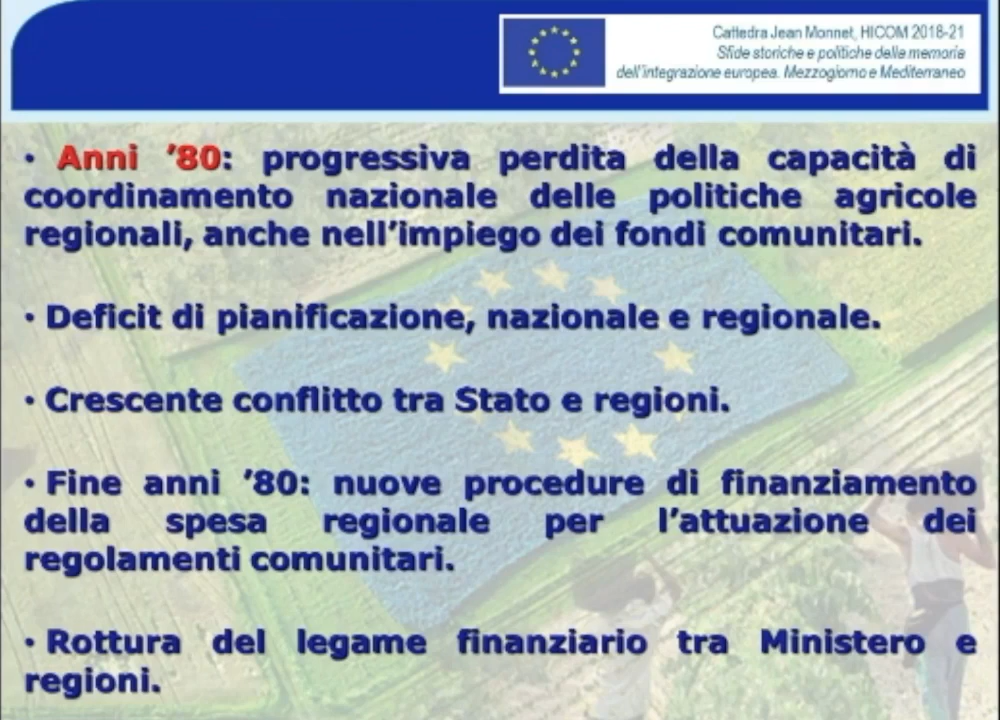 Cattedra Jean Monnet, HICOM 2018-21
Sfide storiche e politiche della memoria
dell'integrazione europea. Mezzogiorno e Mediterraneo
• Anni ’80: progressiva perdita della capacità di
coordinamento nazionale delle politiche agricole
regionali, anche nell’impiego dei fondi comunitari.
• Deficit di pianificazione, nazionale e regionale.
• Crescente conflitto tra Stato e regioni.
• Fine anni ’80: nuove procedure di finanziamento
della spesa regionale per l’attuazione dei
regolamenti comunitari.
• Rottura del legame finanziario tra Ministero e
regioni.